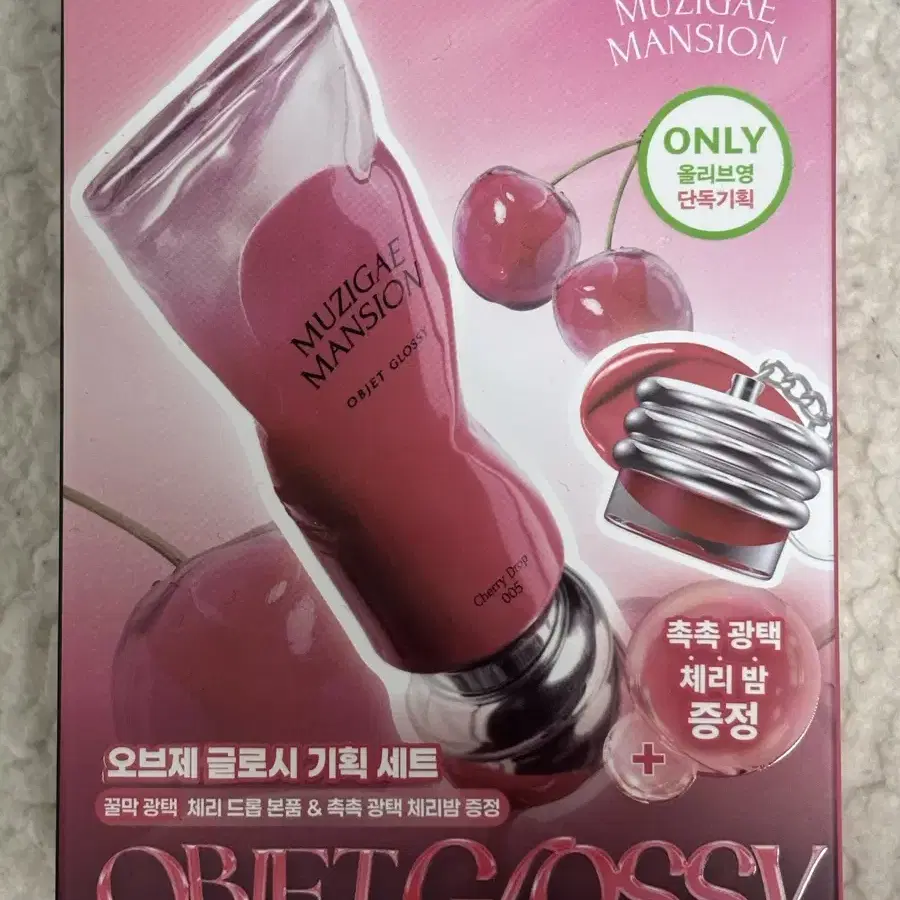 MUZIGAE
MANSION
ONLY
올리브영
단독기획
MUZIGAE
MANSION
OBJET GLOSSY
Cherry Drop
005
촉촉 광택
체리 밤
증정
+
오브제 글로시 기획 세트
꿀막 광택 체리 드롭 본품 & 촉촉 광택 체리밤 증정
OBJET GLOSSY